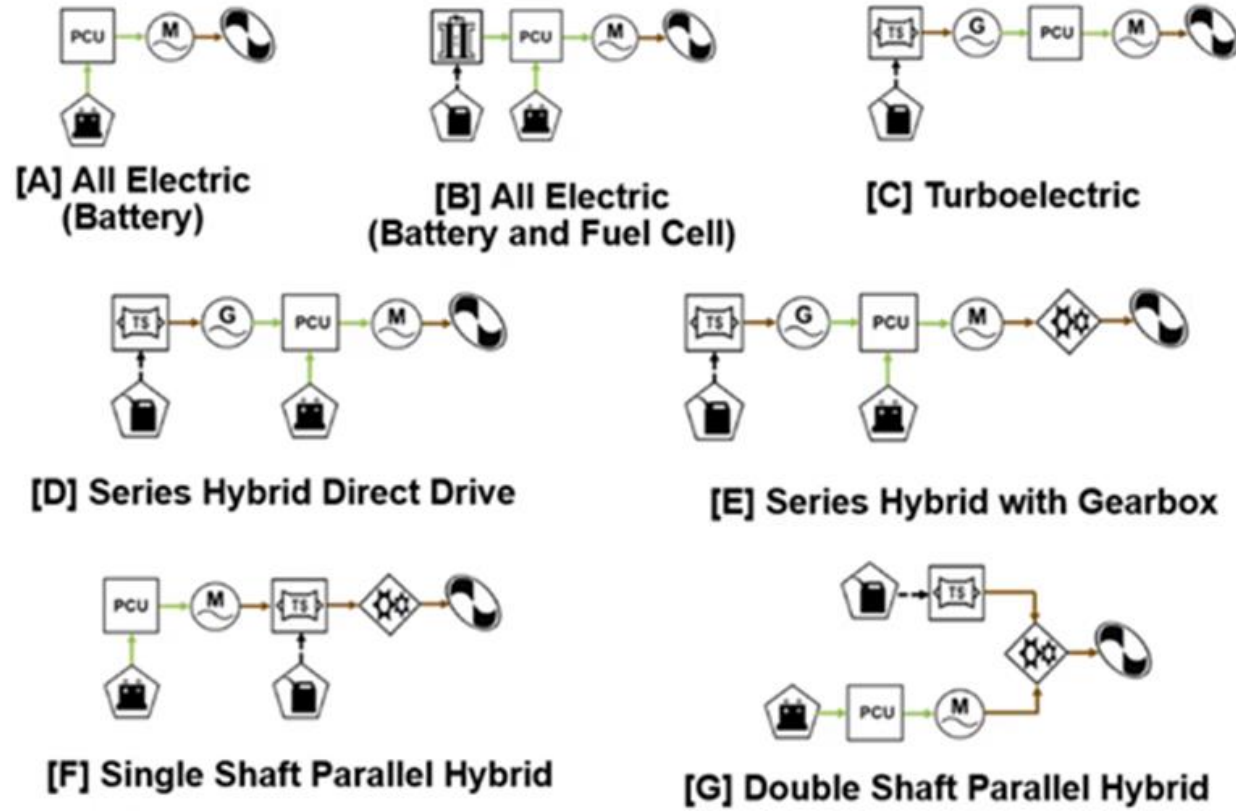 PCU M
[A] All Electric
(Battery)
PCU M
[B] All Electric
(Battery and Fuel Cell)
TS G PCU M
[C] Turboelectric
TS G PCU M
[D] Series Hybrid Direct Drive
TS G PCU M
[E] Series Hybrid with Gearbox
PCU M TS
[F] Single Shaft Parallel Hybrid
TS
PCU M
[G] Double Shaft Parallel Hybrid